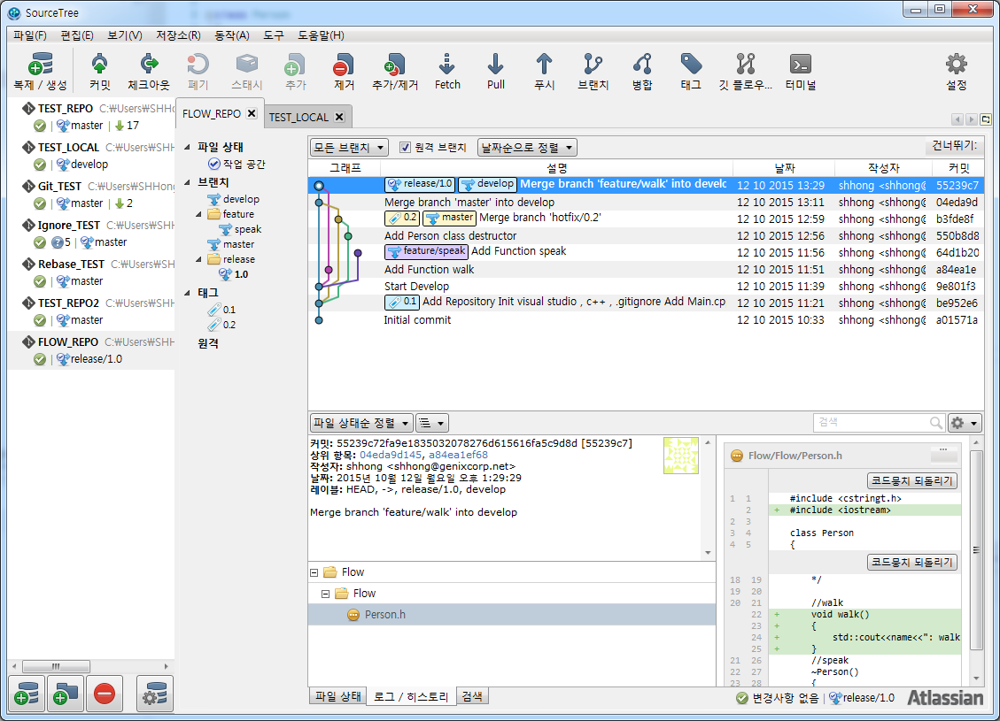 SourceTree
파일(F) 편집(E) 보기(V) 저장소(R) 동작(A) 도구 도움말(H)
복제 / 생성 커밋 체크아웃 폐기 스태시 추가 제거 추가/제거 Fetch Pull 푸시 브랜치 병합 태그 깃 플로우... 터미널 설정
TEST_REPO C:₩Users₩SHHo
master | 17
TEST_LOCAL C:₩Users₩SHH
develop
Git_TEST C:₩Users₩SHHong
master | 2
Ignore_TEST C:₩Users₩SHH
5 | master
Rebase_TEST C:₩Users₩SH
master
TEST_REPO2 C:₩Users₩SHH
master
FLOW_REPO C:₩Users₩SHH
release/1.0
FLOW_REPO TEST_LOCAL
파일 상태
작업 공간
브랜치
develop
feature
speak
master
release
1.0
태그
0.1
0.2
원격
모든 브랜치 원격 브랜치 날짜순으로 정렬 건너뛰기:
그래프 설명 날짜 작성자 커밋
release/1.0 develop Merge branch 'feature/walk' into develo 12 10 2015 13:29 shhong <shhong@ 55239c7
Merge branch 'master' into develop 12 10 2015 13:11 shhong <shhong@ 04eda9d
0.2 master Merge branch 'hotfix/0.2' 12 10 2015 12:59 shhong <shhong@ b3fde8f
Add Person class destructor 12 10 2015 12:56 shhong <shhong@ 550b8d8
feature/speak Add Function speak 12 10 2015 11:56 shhong <shhong@ 64d1b20
Add Function walk 12 10 2015 11:51 shhong <shhong@ a84ea1e
Start Develop 12 10 2015 11:39 shhong <shhong@ 9e801f3
0.1 Add Repository Init visual studio , c++ , .gitignore Add Main.cp 12 10 2015 11:21 shhong <shhong@ be952e6
Initial commit 12 10 2015 10:33 shhong <shhong@ a01571a
파일 상태순 정렬 검색
커밋: 55239c72fa9e1835032078276d615616fa5c9d8d [55239c7]
상위 항목: 04eda9d145, a84ea1ef68
작성자: shhong <shhong@genixcorp.net>
날짜: 2015년 10월 12일 월요일 오후 1:29:29
레이블: HEAD, ->, release/1.0, develop
Merge branch 'feature/walk' into develop
Flow
Flow
Person.h
Flow/Flow/Person.h
코드뭉치 되돌리기
1 1 #include <cstringt.h>
2 + #include <iostream>
2 3
3 4 class Person
4 5 {
코드뭉치 되돌리기
18 19 */
19 20
20 21 //walk
22 + void walk()
23 + {
24 + std::cout<<name<<": walk
25 + }
21 26 //speak
22 27 ~Person()
23 28 {
파일 상태 로그 / 히스토리 검색
변경사항 없음 | release/1.0 Atlassian